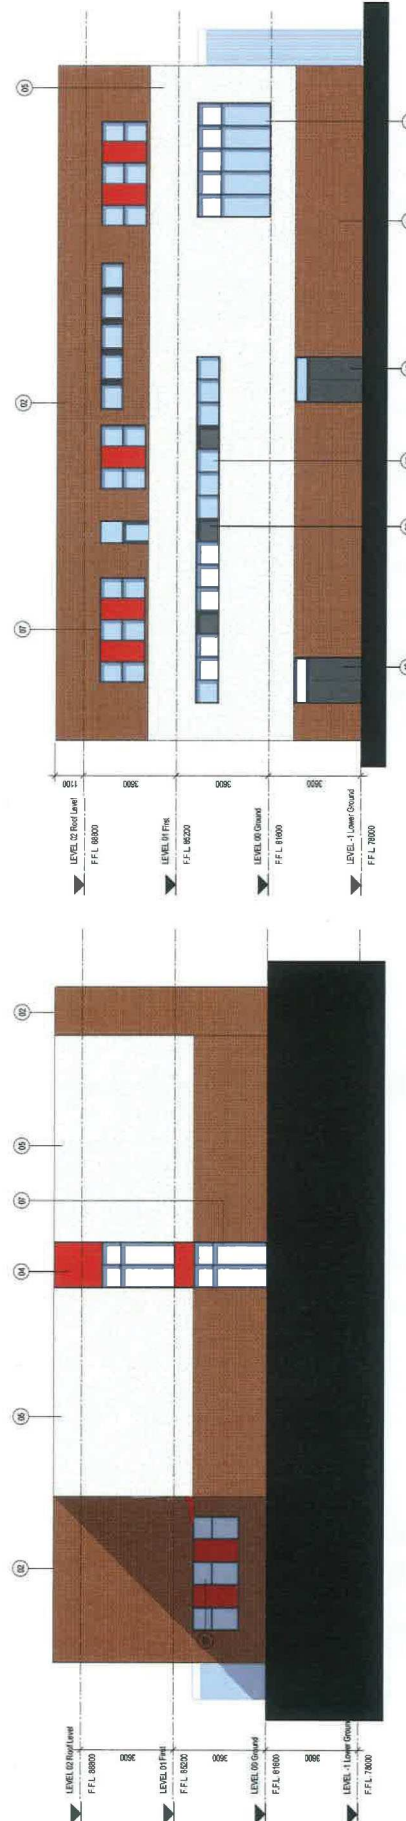 02
05
04
07
05
02
LEVEL 02 Roof Level
F.F.L. 88800
3600
LEVEL 01 First
F.F.L. 85200
3600
LEVEL 00 Ground
F.F.L. 81600
3600
LEVEL -1 Lower Ground
F.F.L. 78000
07
02
05
1100
LEVEL 02 Roof Level
F.F.L. 88800
3600
LEVEL 01 First
F.F.L. 85200
3600
LEVEL 00 Ground
F.F.L. 81600
3600
LEVEL -1 Lower Ground
F.F.L. 78000